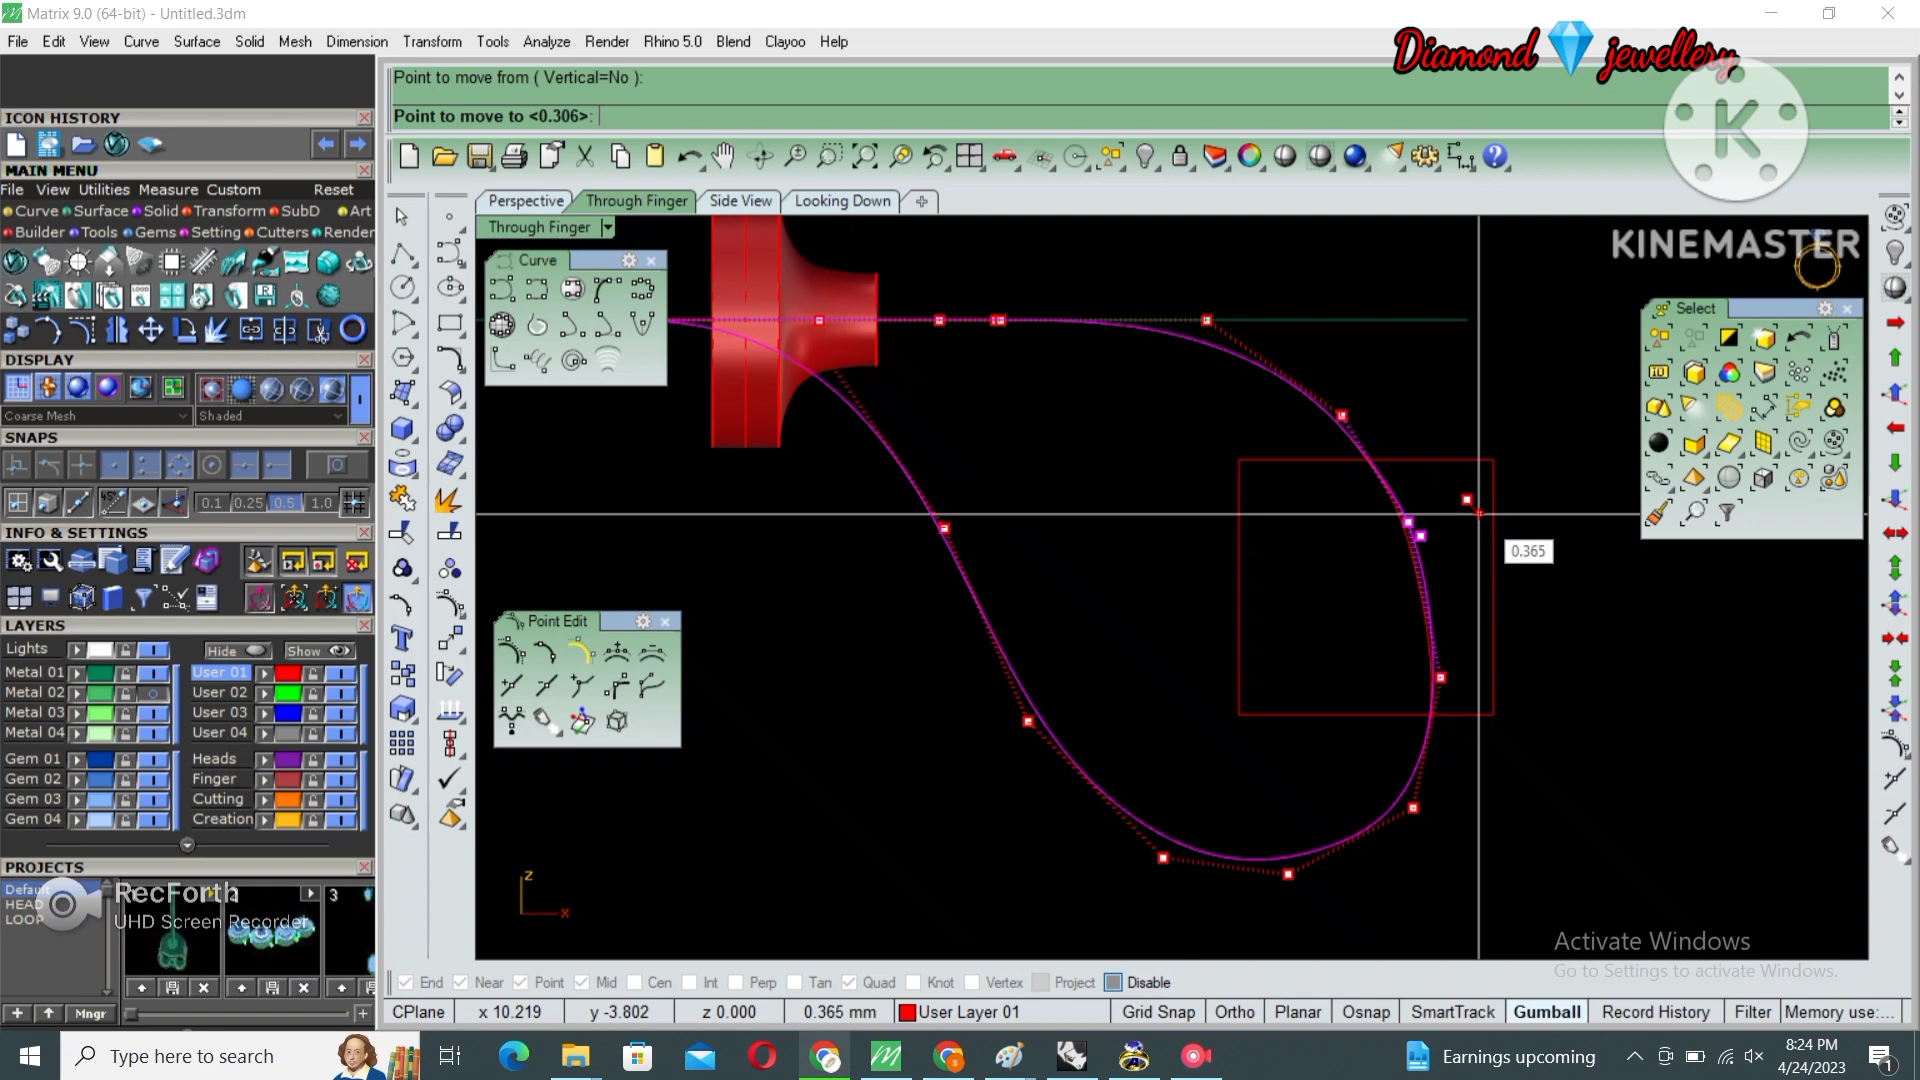 Matrix 9.0 (64-bit) - Untitled.3dm
File Edit View Curve Surface Solid Mesh Dimension Transform Tools Analyze Render Rhino 5.0 Blend Clayoo Help
Diamond jewellery
K
KINEMASTER
Point to move from ( Vertical=No ):
Point to move to <0.306>:
Perspective Through Finger Side View Looking Down
Through Finger
ICON HISTORY
MAIN MENU
File View Utilities Measure Custom Reset
Curve Surface Solid Transform SubD Art
Builder Tools Gems Setting Cutters Render
DISPLAY
Coarse Mesh Shaded
SNAPS
0.1 0.25 0.5 1.0
INFO & SETTINGS
LAYERS
Lights Hide Show
Metal 01 User 01
Metal 02 User 02
Metal 03 User 03
Metal 04 User 04
Gem 01 Heads
Gem 02 Finger
Gem 03 Cutting
Gem 04 Creation
PROJECTS
Default
HEAD
LOOP
3
Mngr
RecForth
UHD Screen Recorder
Curve
Point Edit
Select
0.365
z
x
Activate Windows
Go to Settings to activate Windows.
End Near Point Mid Cen Int Perp Tan Quad Knot Vertex Project Disable
CPlane x 10.219 y -3.802 z 0.000 0.365 mm User Layer 01 Grid Snap Ortho Planar Osnap SmartTrack Gumball Record History Filter Memory use:...
Type here to search
Earnings upcoming
8:24 PM
4/24/2023
1